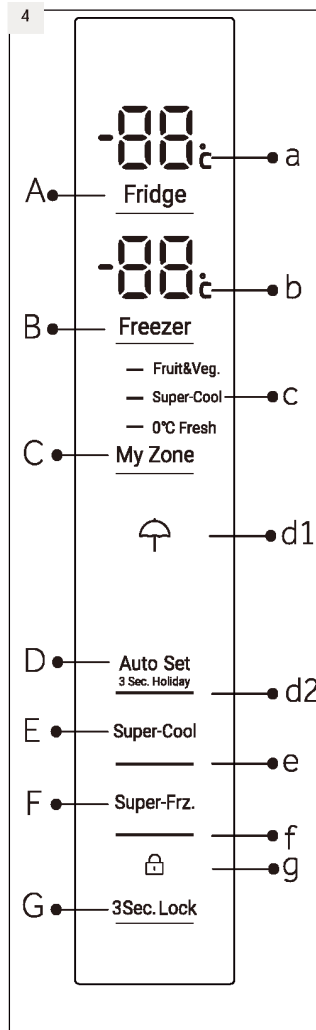 4
-88°c
a
A
Fridge
-88°c
b
B
Freezer
Fruit&Veg.
Super-Cool
c
0°C Fresh
C
My Zone
d1
D
Auto Set
3 Sec. Holiday
d2
E
Super-Cool
e
F
Super-Frz.
f
g
G
3Sec. Lock